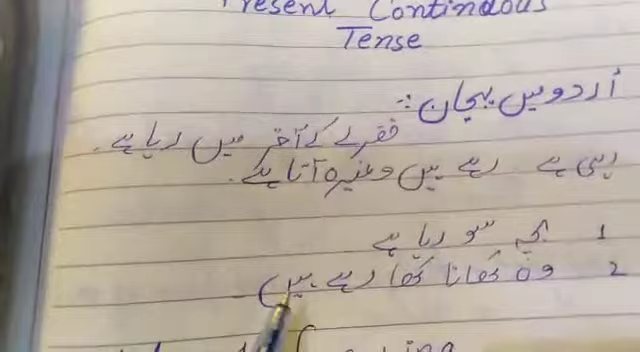 Present Continuous
Tense
اردو میں پہچان :-
فقرے کے آخر میں رہا ہے۔
رہی ہے ۔ رہے ہیں وغیرہ آتا ہے۔
1 بچہ سو رہا ہے
2 وہ کھانا کھا رہے ہیں۔